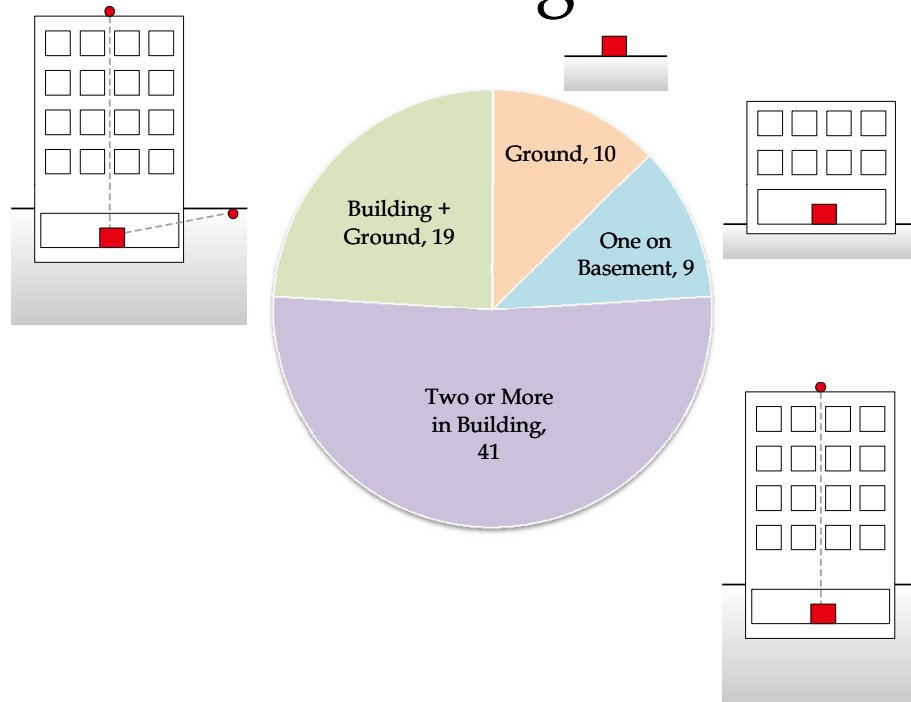 g
Ground, 10
One on
Basement, 9
Two or More
in Building,
41
Building +
Ground, 19